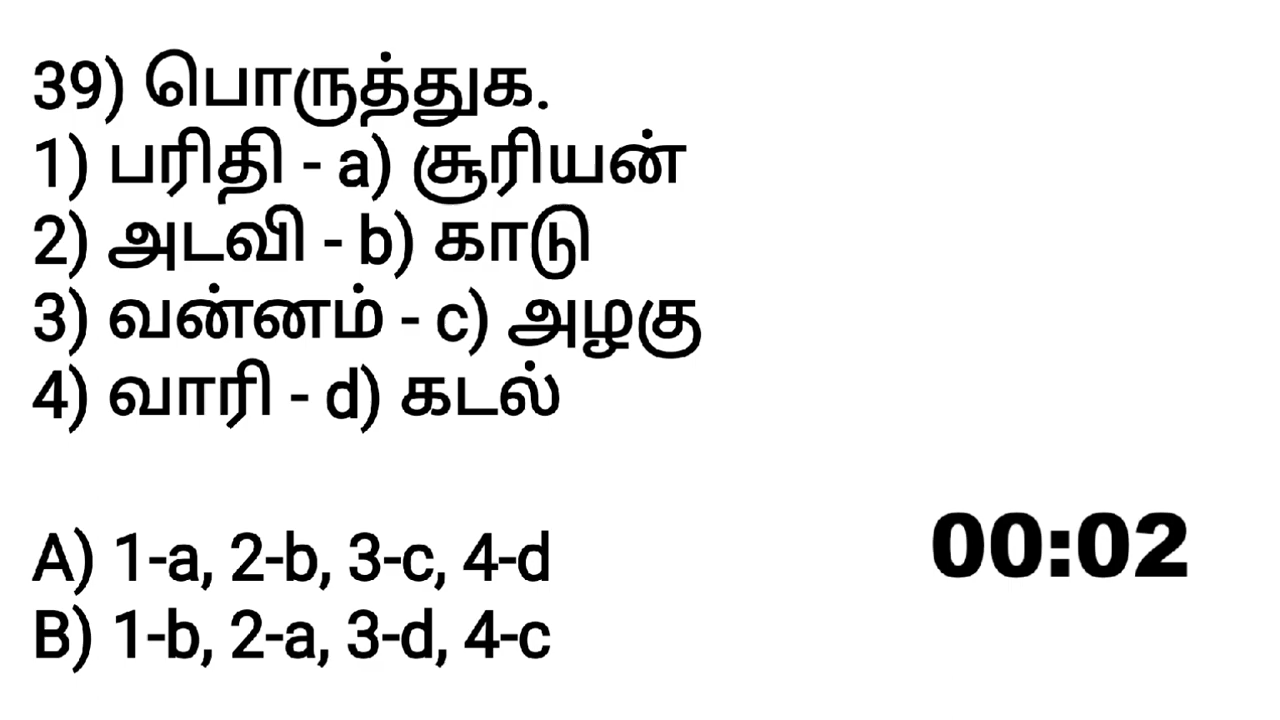 39) பொருத்துக.
1) பரிதி - a) சூரியன்
2) அடவி - b) காடு
3) வன்னம் - c) அழகு
4) வாரி - d) கடல்
A) 1-a, 2-b, 3-c, 4-d
00:02
B) 1-b, 2-a, 3-d, 4-c